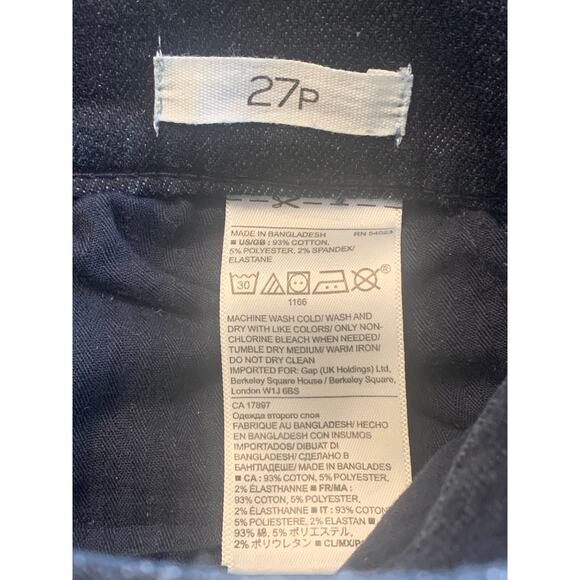 27P
MADE IN BANGLADESH RN 54023
■ US/GB : 93% COTTON,
5% POLYESTER, 2% SPANDEX/
ELASTANE
30
®
1166
MACHINE WASH COLD/ WASH AND
DRY WITH LIKE COLORS/ ONLY NON-
CHLORINE BLEACH WHEN NEEDED/
TUMBLE DRY MEDIUM/ WARM IRON/
DO NOT DRY CLEAN
IMPORTED FOR: Gap (UK Holdings) Ltd,
Berkeley Square House / Berkeley Square,
London W1J 6BS
CA 17897
Одежда второго слоя
FABRIQUE AU BANGLADESH/ HECHO
EN BANGLADESH CON INSUMOS
IMPORTADOS/ DIBUAT DI
BANGLADESH/ СДЕЛАНО В
БАНГЛАДЕШЕ/ MADE IN BANGLADES
■ CA : 93% COTON, 5% POLYESTER,
2% ÉLASTHANNE ■ FR/MA :
93% COTON, 5% POLYESTER,
2% ÉLASTHANNE ■ IT : 93% CO
5% POLIESTERE, 2% ELASTAN ■
93% 綿, 5% ポリエステル,
2% ポリウレタン ■ CL/MX/P